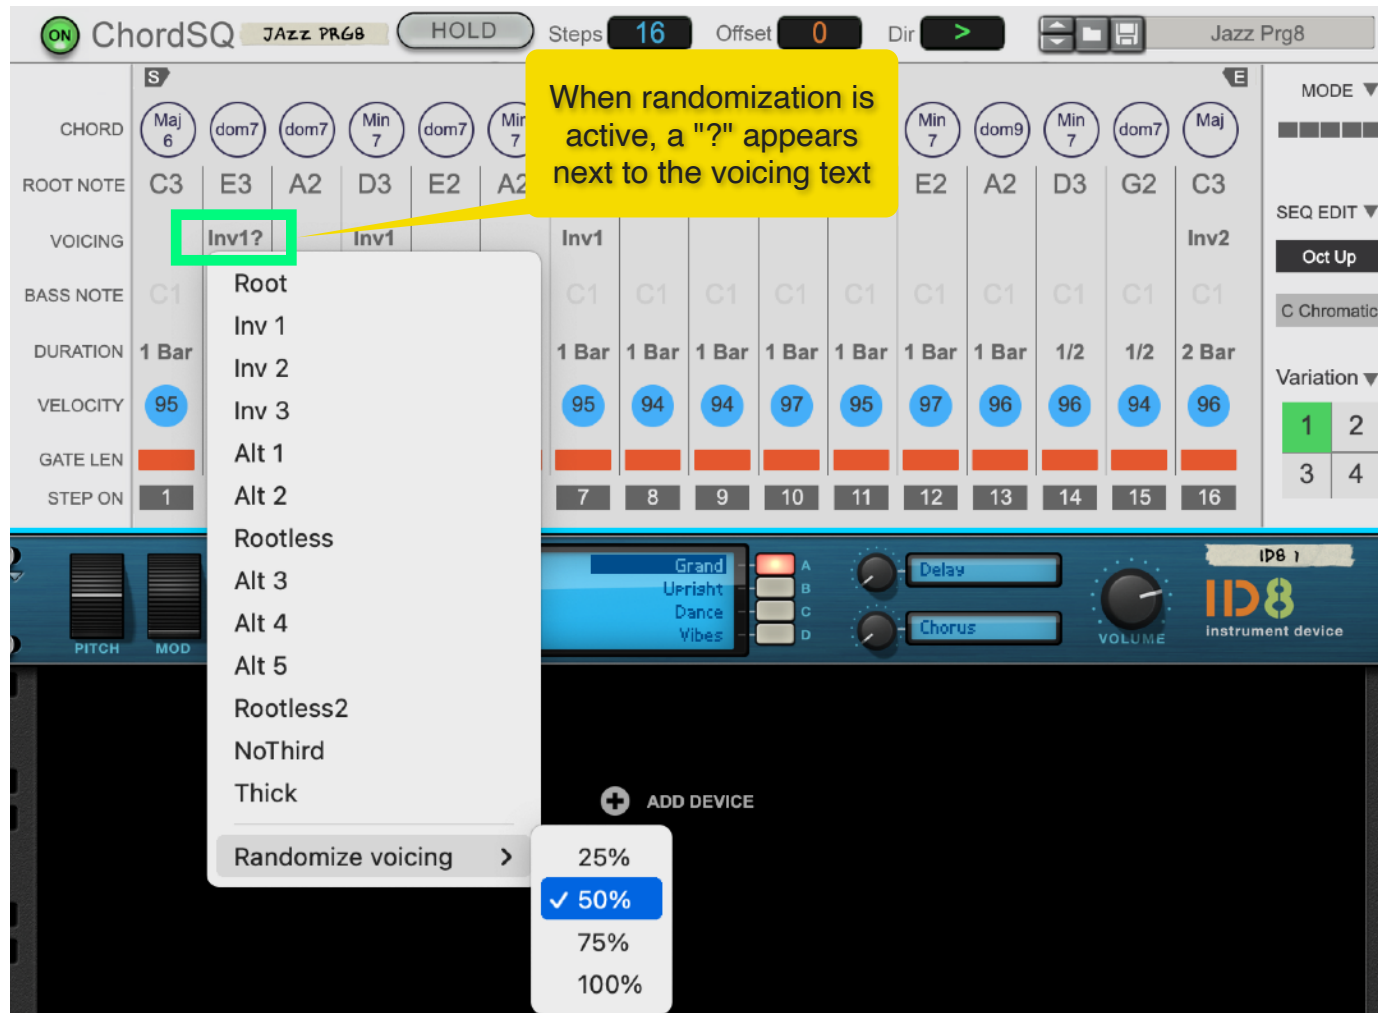 ON ChordSQ JAZZ PRG8 HOLD Steps 16 Offset 0 Dir > Jazz Prg8
When randomization is
active, a "?" appears
next to the voicing text
S E
MODE
CHORD Maj 6 dom7 dom7 Min 7 dom7 Min 7 Min 7 dom9 Min 7 dom7 Maj
ROOT NOTE C3 E3 A2 D3 E2 A2 E2 A2 D3 G2 C3
SEQ EDIT
VOICING Inv1? Inv1 Inv1 Inv2
Oct Up
BASS NOTE C1 C1 C1 C1 C1 C1 C1 C1 C1 C1 C1
C Chromatic
DURATION 1 Bar 1 Bar 1 Bar 1 Bar 1 Bar 1 Bar 1 Bar 1 Bar 1/2 1/2 2 Bar
Variation
VELOCITY 95 95 94 94 97 95 97 96 96 94 96
1 2
GATE LEN
3 4
STEP ON 1 7 8 9 10 11 12 13 14 15 16
Root
Inv 1
Inv 2
Inv 3
Alt 1
Alt 2
Rootless
Alt 3
Alt 4
Alt 5
Rootless2
NoThird
Thick
Randomize voicing >
25%
✓ 50%
75%
100%
PITCH MOD
Grand A
Upright B
Dance C
Vibes D
Delay
Chorus
VOLUME
ID8 1
ID8
instrument device
ADD DEVICE